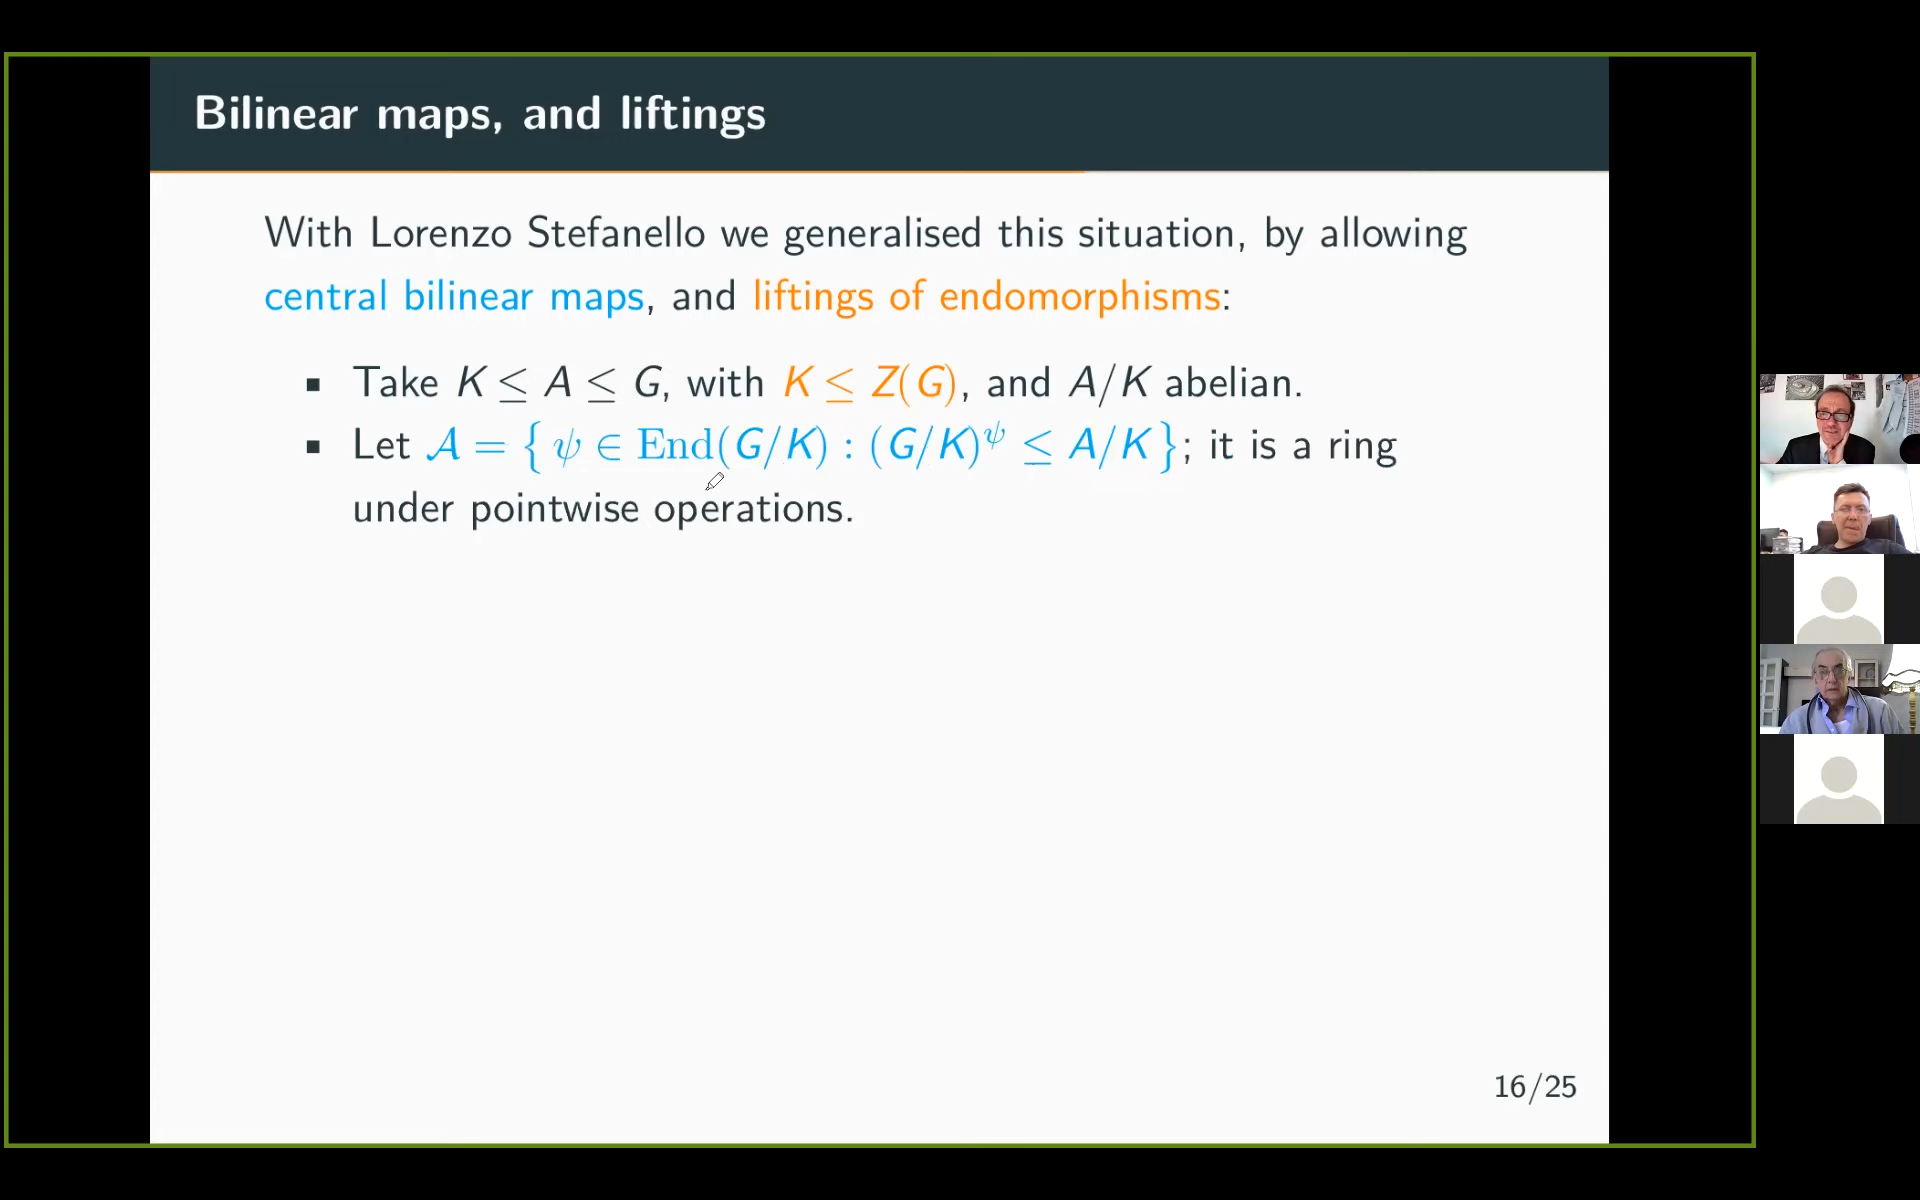 Bilinear maps, and liftings
With Lorenzo Stefanello we generalised this situation, by allowing
central bilinear maps, and liftings of endomorphisms:
▪ Take K ≤ A ≤ G, with K ≤ Z(G), and A/K abelian.
▪ Let 𝒜 = { ψ ∈ End(G/K) : (G/K)^ψ ≤ A/K }; it is a ring
under pointwise operations.
16/25